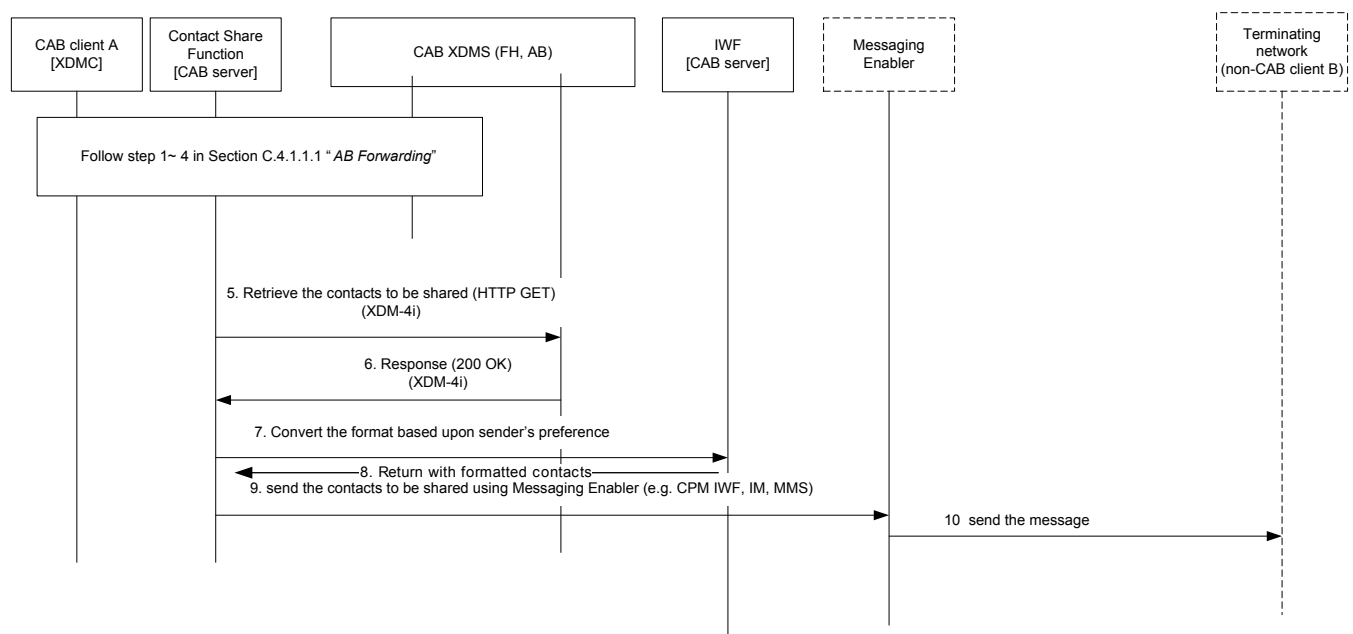 CAB client A
[XDMC]
Contact Share
Function
[CAB server]
CAB XDMS (FH, AB)
IWF
[CAB server]
Messaging
Enabler
Terminating
network
(non-CAB client B)
Follow step 1~ 4 in Section C.4.1.1.1 “ AB Forwarding”
5. Retrieve the contacts to be shared (HTTP GET)
(XDM-4i)
6. Response (200 OK)
(XDM-4i)
7. Convert the format based upon sender’s preference
8. Return with formatted contacts
9. send the contacts to be shared using Messaging Enabler (e.g. CPM IWF, IM, MMS)
10 send the message